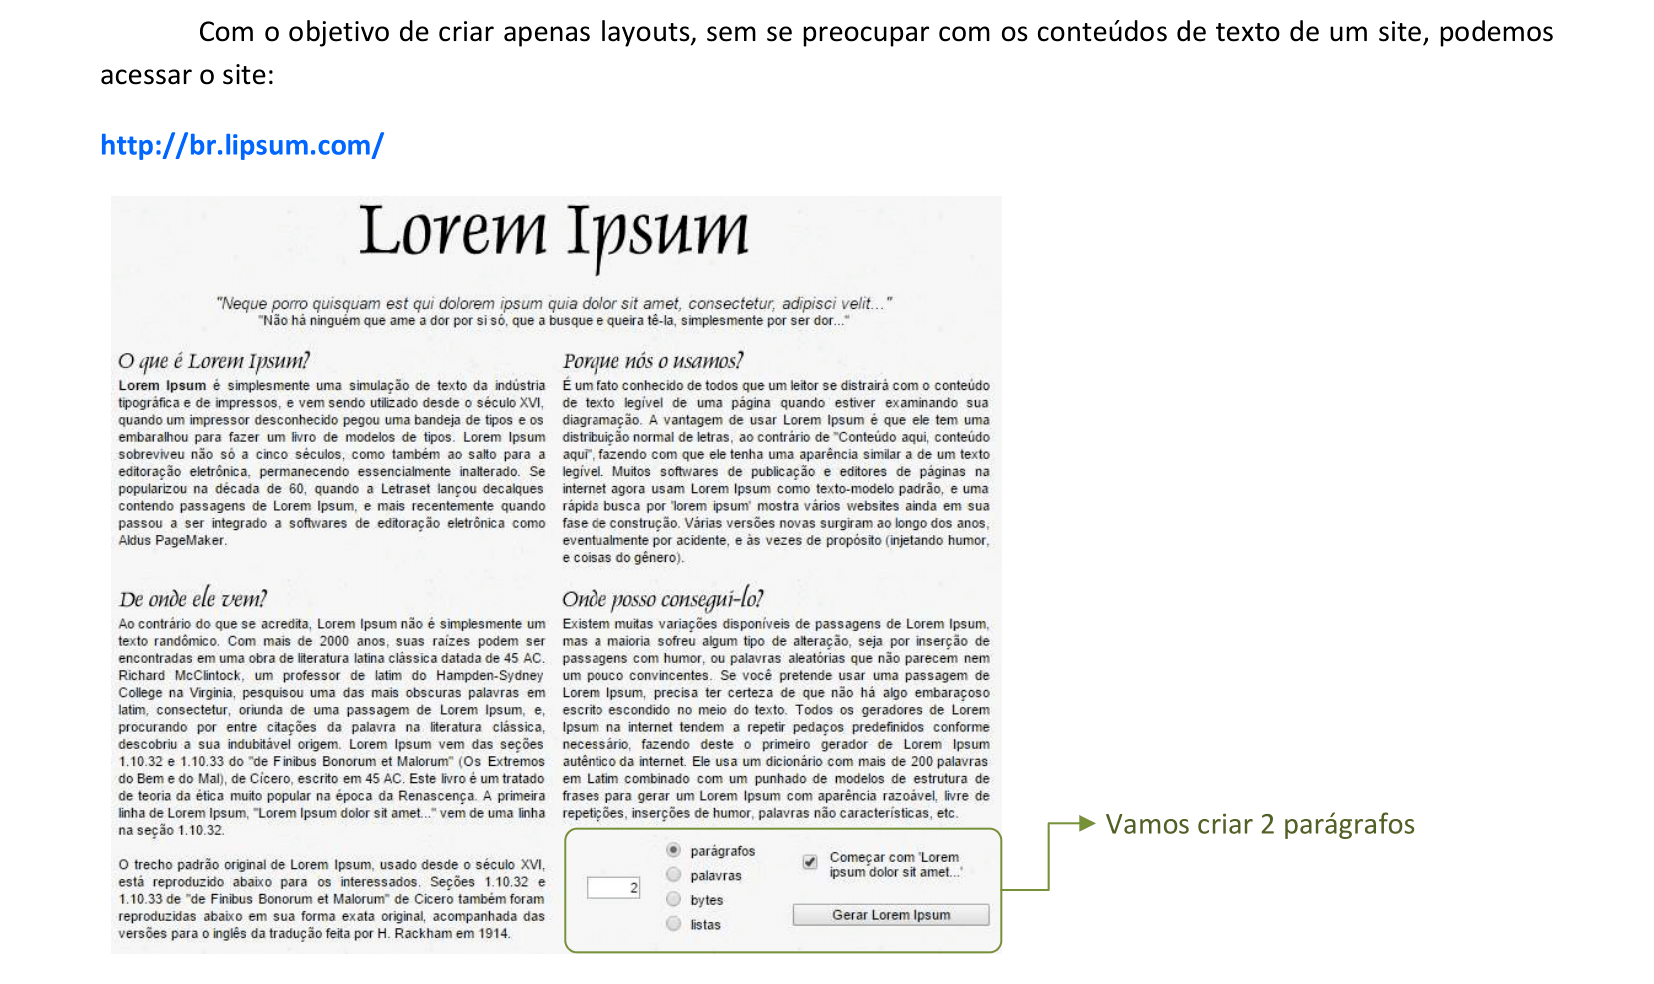 Com o objetivo de criar apenas layouts, sem se preocupar com os conteúdos de texto de um site, podemos
acessar o site:
http://br.lipsum.com/
Lorem Ipsum
"Neque porro quisquam est qui dolorem ipsum quia dolor sit amet, consectetur, adipisci velit..."
"Não há ninguém que ame a dor por si só, que a busque e queira tê-la, simplesmente por ser dor..."
O que é Lorem Ipsum?
Lorem Ipsum é simplesmente uma simulação de texto da indústria
tipográfica e de impressos, e vem sendo utilizado desde o século XVI,
quando um impressor desconhecido pegou uma bandeja de tipos e os
embaralhou para fazer um livro de modelos de tipos. Lorem Ipsum
sobreviveu não só a cinco séculos, como também ao salto para a
editoração eletrônica, permanecendo essencialmente inalterado. Se
popularizou na década de 60, quando a Letraset lançou decalques
contendo passagens de Lorem Ipsum, e mais recentemente quando
passou a ser integrado a softwares de editoração eletrônica como
Aldus PageMaker.
Porque nós o usamos?
É um fato conhecido de todos que um leitor se distrairá com o conteúdo
de texto legível de uma página quando estiver examinando sua
diagramação. A vantagem de usar Lorem Ipsum é que ele tem uma
distribuição normal de letras, ao contrário de "Conteúdo aqui, conteúdo
aqui", fazendo com que ele tenha uma aparência similar a de um texto
legível. Muitos softwares de publicação e editores de páginas na
internet agora usam Lorem Ipsum como texto-modelo padrão, e uma
rápida busca por 'lorem ipsum' mostra vários websites ainda em sua
fase de construção. Várias versões novas surgiram ao longo dos anos,
eventualmente por acidente, e às vezes de propósito (injetando humor,
e coisas do gênero).
De onde ele vem?
Ao contrário do que se acredita, Lorem Ipsum não é simplesmente um
texto randômico. Com mais de 2000 anos, suas raízes podem ser
encontradas em uma obra de literatura latina clássica datada de 45 AC.
Richard McClintock, um professor de latim do Hampden-Sydney
College na Virginia, pesquisou uma das mais obscuras palavras em
latim, consectetur, oriunda de uma passagem de Lorem Ipsum, e,
procurando por entre citações da palavra na literatura clássica,
descobriu a sua indubitável origem. Lorem Ipsum vem das seções
1.10.32 e 1.10.33 do "de Finibus Bonorum et Malorum" (Os Extremos
do Bem e do Mal), de Cícero, escrito em 45 AC. Este livro é um tratado
de teoria da ética muito popular na época da Renascença. A primeira
linha de Lorem Ipsum, "Lorem Ipsum dolor sit amet..." vem de uma linha
na seção 1.10.32.
O trecho padrão original de Lorem Ipsum, usado desde o século XVI,
está reproduzido abaixo para os interessados. Seções 1.10.32 e
1.10.33 de "de Finibus Bonorum et Malorum" de Cicero também foram
reproduzidas abaixo em sua forma exata original, acompanhada das
versões para o inglês da tradução feita por H. Rackham em 1914.
Onde posso conseguí-lo?
Existem muitas variações disponíveis de passagens de Lorem Ipsum,
mas a maioria sofreu algum tipo de alteração, seja por inserção de
passagens com humor, ou palavras aleatórias que não parecem nem
um pouco convincentes. Se você pretende usar uma passagem de
Lorem Ipsum, precisa ter certeza de que não há algo embaraçoso
escrito escondido no meio do texto. Todos os geradores de Lorem
Ipsum na internet tendem a repetir pedaços predefinidos conforme
necessário, fazendo deste o primeiro gerador de Lorem Ipsum
autêntico da internet. Ele usa um dicionário com mais de 200 palavras
em Latim combinado com um punhado de modelos de estrutura de
frases para gerar um Lorem Ipsum com aparência razoável, livre de
repetições, inserções de humor, palavras não características, etc.
2
parágrafos
palavras
bytes
listas
Começar com 'Lorem
ipsum dolor sit amet...'
Gerar Lorem Ipsum
Vamos criar 2 parágrafos